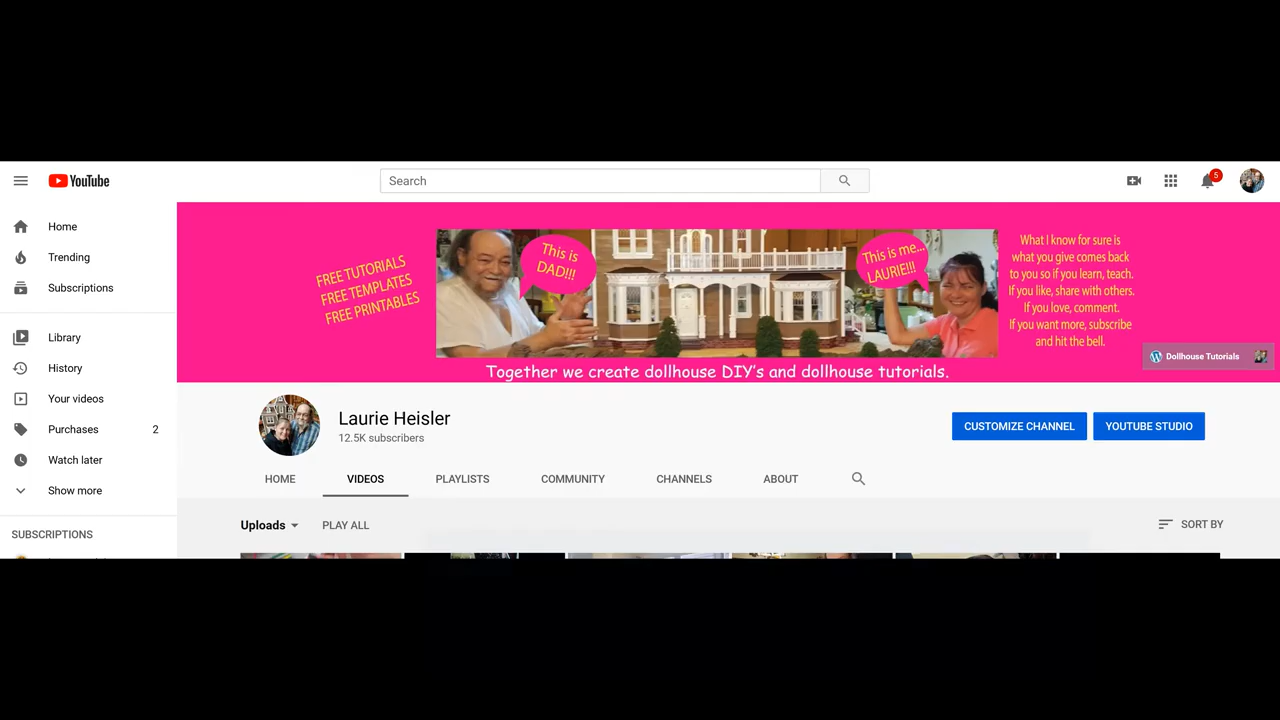 YouTube
Search
5
Home
Trending
Subscriptions
Library
History
Your videos
Purchases 2
Watch later
Show more
SUBSCRIPTIONS
FREE TUTORIALS
FREE TEMPLATES
FREE PRINTABLES
This is
DAD!!!
This is me...
LAURIE!!!
What I know for sure is
what you give comes back
to you so if you learn, teach.
If you like, share with others.
If you love, comment.
If you want more, subscribe
and hit the bell.
Dollhouse Tutorials
Together we create dollhouse DIY's and dollhouse tutorials.
Laurie Heisler
12.5K subscribers
CUSTOMIZE CHANNEL
YOUTUBE STUDIO
HOME VIDEOS PLAYLISTS COMMUNITY CHANNELS ABOUT
Uploads PLAY ALL SORT BY